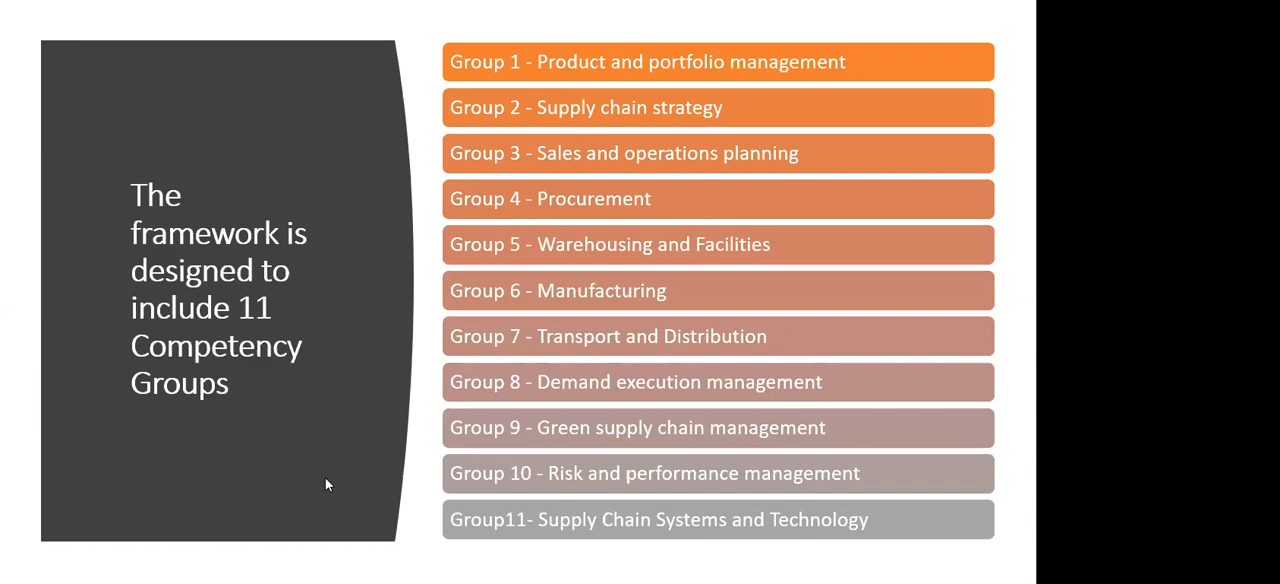 The
framework is
designed to
include 11
Competency
Groups
Group 1 - Product and portfolio management
Group 2 - Supply chain strategy
Group 3 - Sales and operations planning
Group 4 - Procurement
Group 5 - Warehousing and Facilities
Group 6 - Manufacturing
Group 7 - Transport and Distribution
Group 8 - Demand execution management
Group 9 - Green supply chain management
Group 10 - Risk and performance management
Group11- Supply Chain Systems and Technology